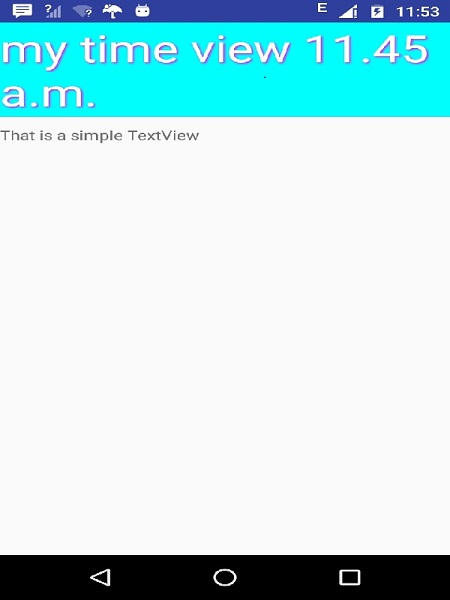 E 11:53
my time view 11.45
a.m.
That is a simple TextView